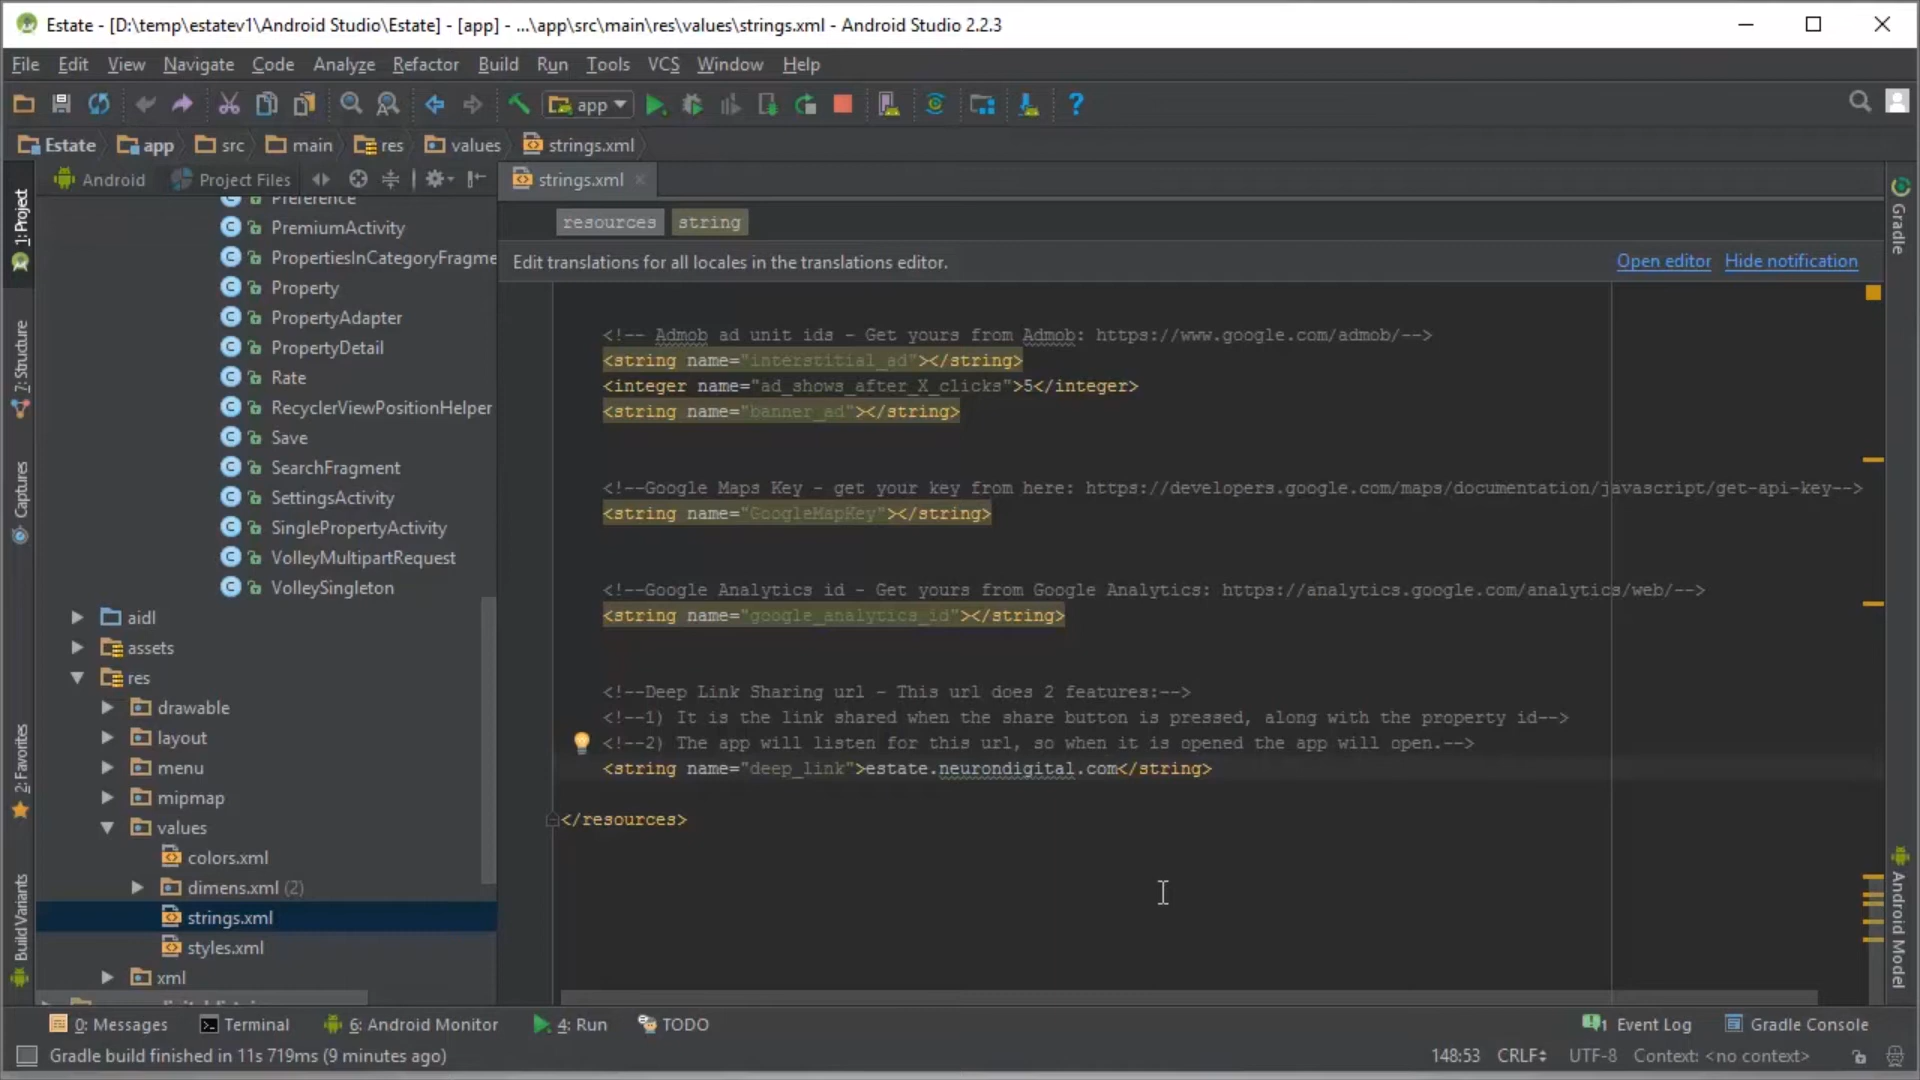 Estate - [D:\temp\estatev1\Android Studio\Estate] - [app] - ...\app\src\main\res\values\strings.xml - Android Studio 2.2.3
File Edit View Navigate Code Analyze Refactor Build Run Tools VCS Window Help
app
Estate app src main res values strings.xml
Android Project Files strings.xml
resources string
Edit translations for all locales in the translations editor. Open editor Hide notification
Preference
PremiumActivity
PropertiesInCategoryFragme
Property
PropertyAdapter
PropertyDetail
Rate
RecyclerViewPositionHelper
Save
SearchFragment
SettingsActivity
SinglePropertyActivity
VolleyMultipartRequest
VolleySingleton
aidl
assets
res
drawable
layout
menu
mipmap
values
colors.xml
dimens.xml (2)
strings.xml
styles.xml
xml
<!-- Admob ad unit ids - Get yours from Admob: https://www.google.com/admob/-->
<string name="interstitial_ad"></string>
<integer name="ad_shows_after_X_clicks">5</integer>
<string name="banner_ad"></string>
<!--Google Maps Key - get your key from here: https://developers.google.com/maps/documentation/javascript/get-api-key-->
<string name="GoogleMapKey"></string>
<!--Google Analytics id - Get yours from Google Analytics: https://analytics.google.com/analytics/web/-->
<string name="google_analytics_id"></string>
<!--Deep Link Sharing url - This url does 2 features:-->
<!--1) It is the link shared when the share button is pressed, along with the property id-->
<!--2) The app will listen for this url, so when it is opened the app will open.-->
<string name="deep_link">estate.neurondigital.com</string>
</resources>
1: Project
7: Structure
Captures
2: Favorites
Build Variants
Gradle
Android Model
0: Messages Terminal 6: Android Monitor 4: Run TODO 1 Event Log Gradle Console
Gradle build finished in 11s 719ms (9 minutes ago) 148:53 CRLF UTF-8 Context: <no context>